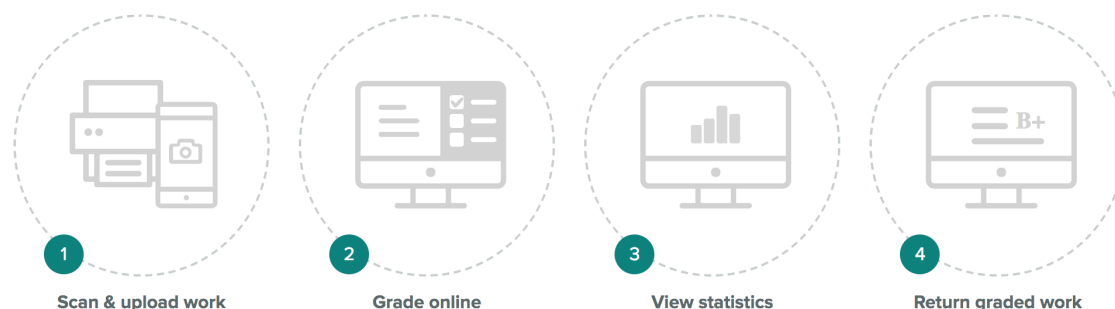 B+
1
2
3
4
Scan & upload work
Grade online
View statistics
Return graded work